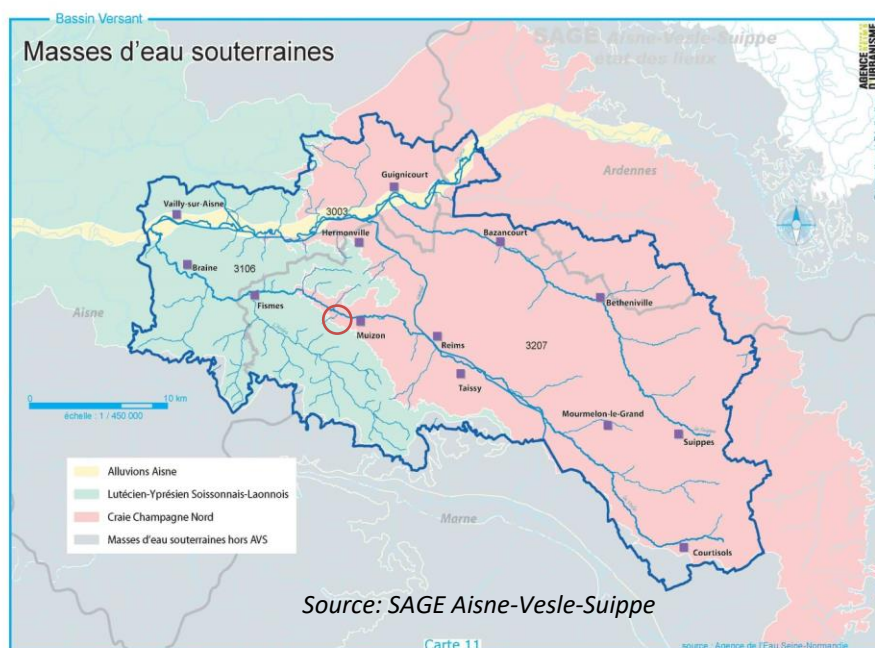 Bassin Versant
Masses d'eau souterraines
SAGE Aisne-Vesle-Suippe
état des lieux
AGENCE
D'URBANISME
Ardennes
Guignicourt
Vailly-sur-Aisne
3003
Hermonville
Bazancourt
Braine
3106
Betheniville
Fismes
Aisne
Muizon
Reims
3207
Taissy
0
10 km
échelle : 1 / 450 000
Mourmelon-le-Grand
Suippes
Alluvions Aisne
Lutécien-Yprésien Soissonnais-Laonnois
Craie Champagne Nord
Masses d'eau souterraines hors AVS
Marne
Courtisols
Source: SAGE Aisne-Vesle-Suippe
Carte 11
source : Agence de l'Eau Seine-Normandie